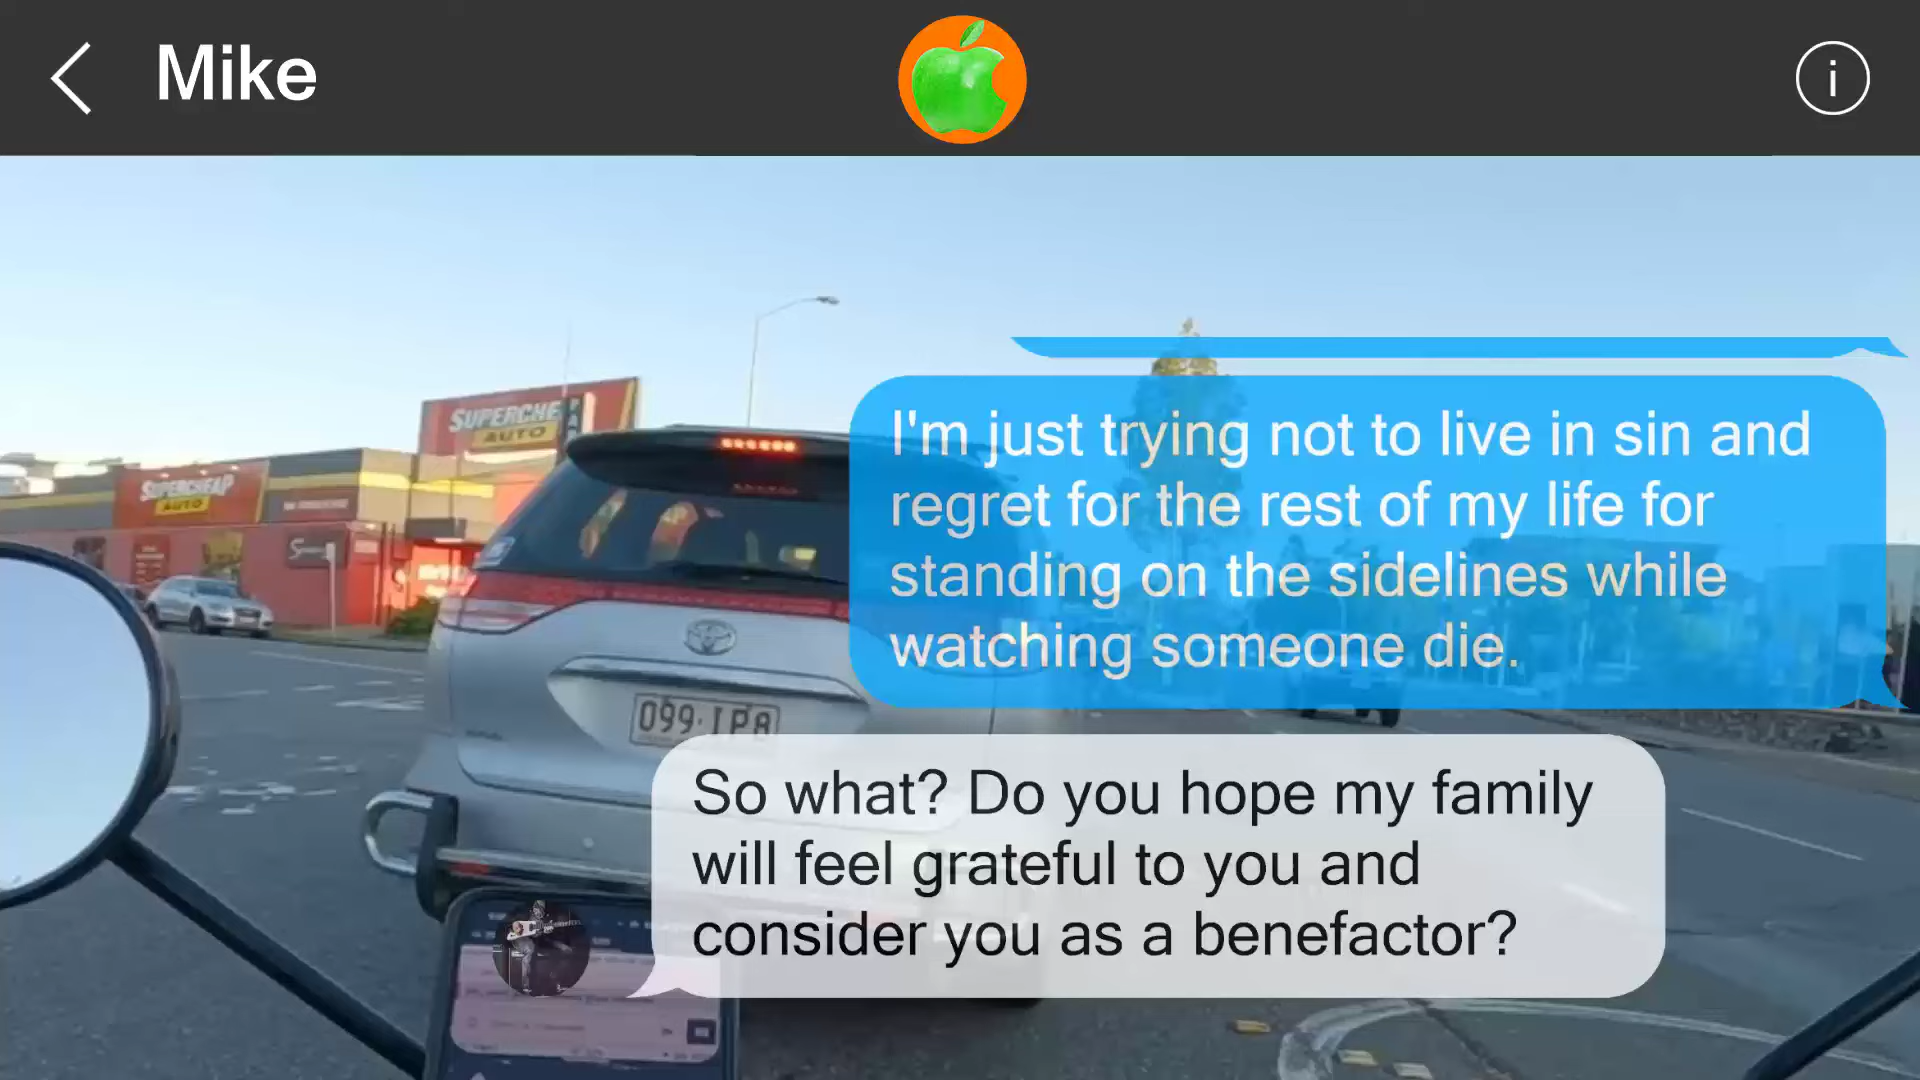 Mike
i
I'm just trying not to live in sin and
regret for the rest of my life for
standing on the sidelines while
watching someone die.
So what? Do you hope my family
will feel grateful to you and
consider you as a benefactor?
SUPERCHE
AUTO
SUPERCHEAP
AUTO
099·IP8